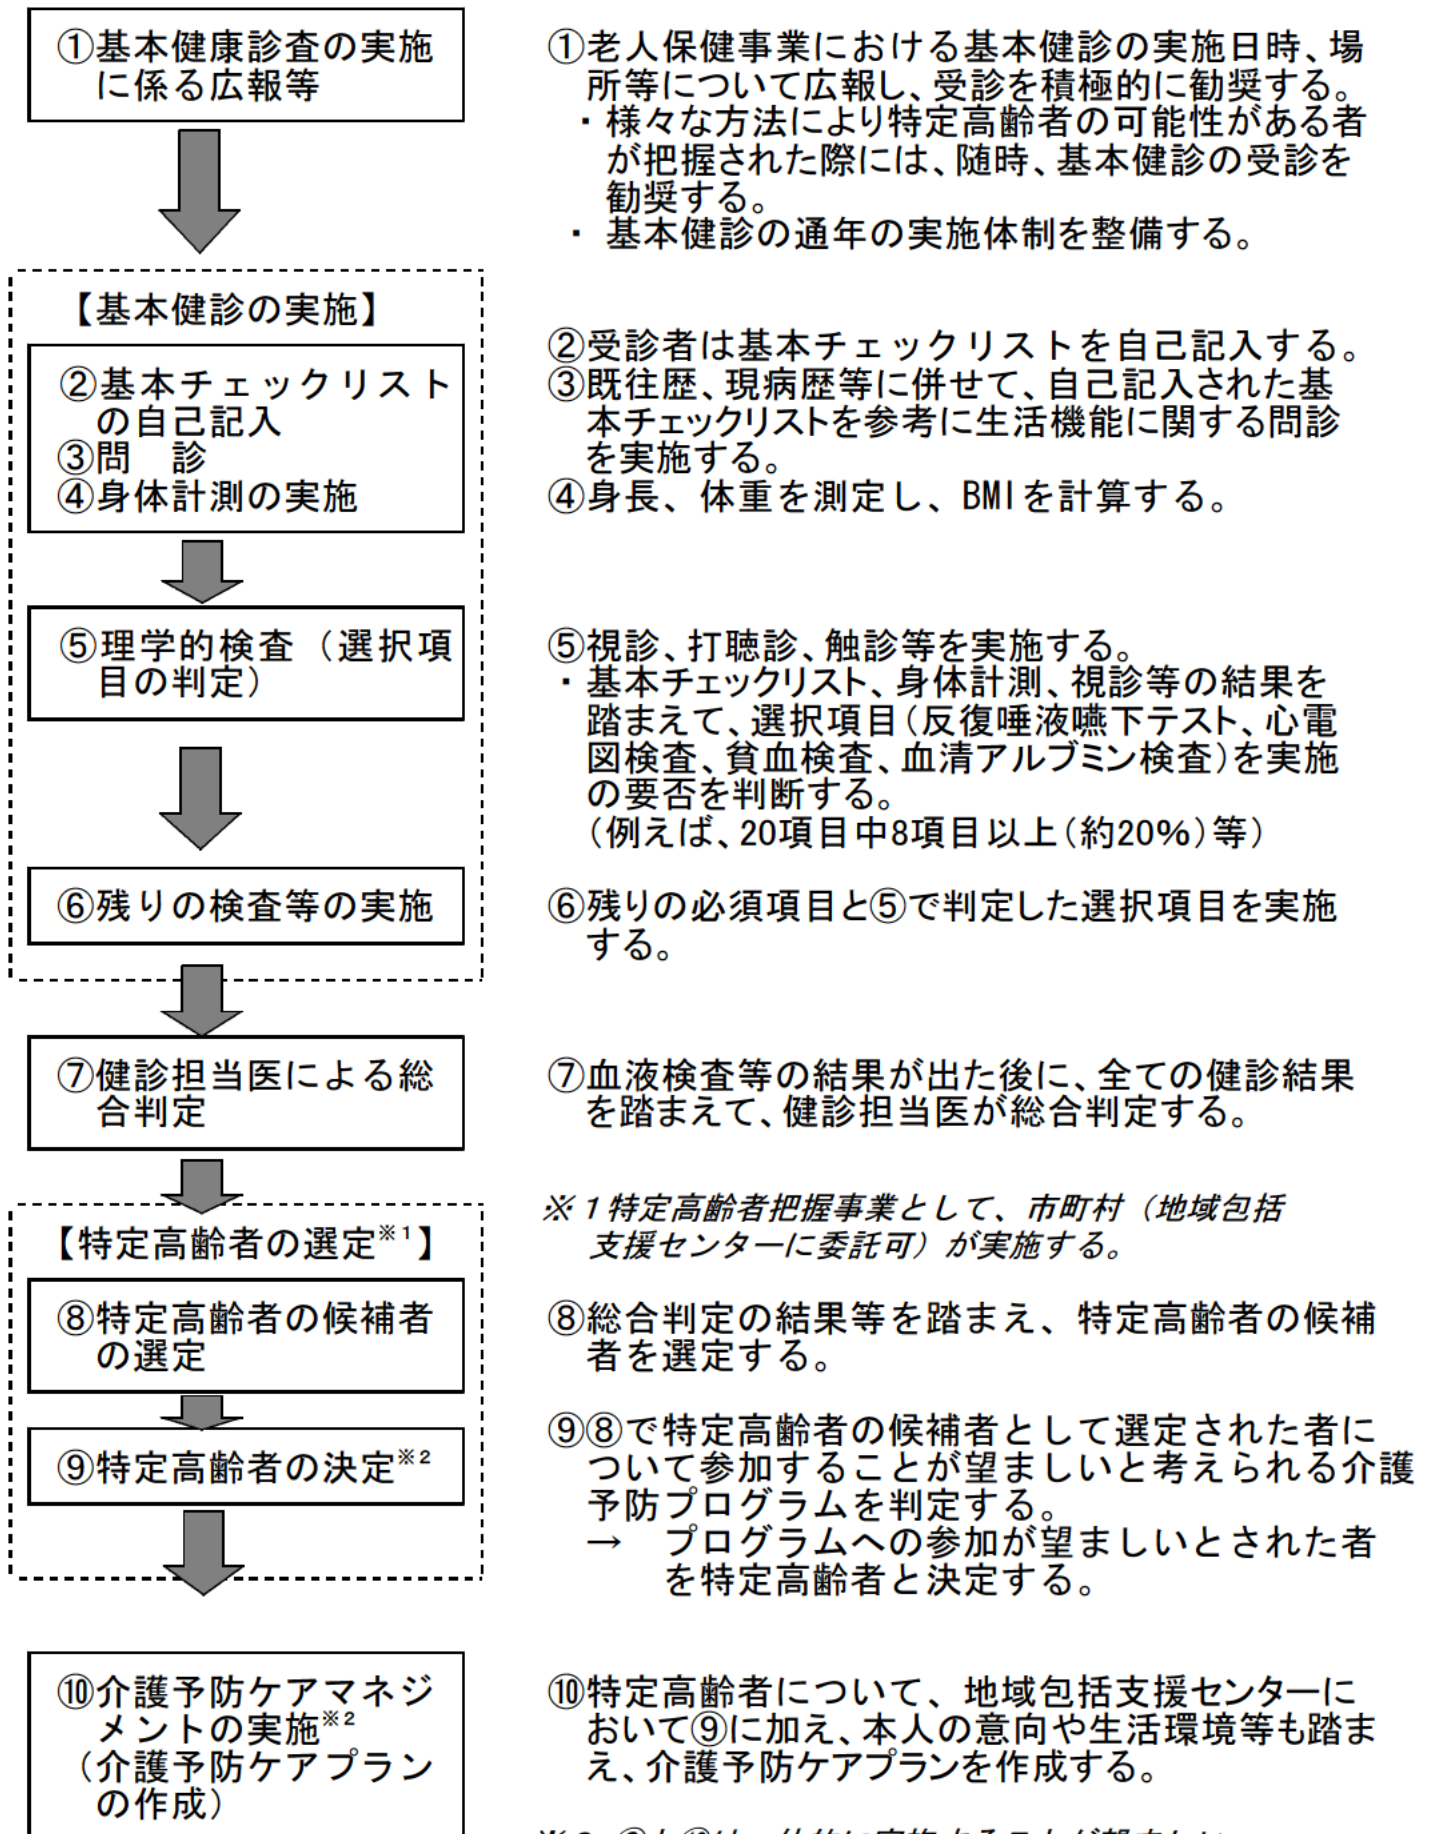 ①基本健康診査の実施
に係る広報等
①老人保健事業における基本健診の実施日時、場
所等について広報し、受診を積極的に勧奨する。
・様々な方法により特定高齢者の可能性がある者
が把握された際には、随時、基本健診の受診を
勧奨する。
・ 基本健診の通年の実施体制を整備する。
【基本健診の実施】
②基本チェックリスト
の自己記入
③問 診
④身体計測の実施
②受診者は基本チェックリストを自己記入する。
③既往歴、現病歴等に併せて、自己記入された基
本チェックリストを参考に生活機能に関する問診
を実施する。
④身長、体重を測定し、BMIを計算する。
⑤理学的検査（選択項
目の判定）
⑤視診、打聴診、触診等を実施する。
・基本チェックリスト、身体計測、視診等の結果を
踏まえて、選択項目（反復唾液嚥下テスト、心電
図検査、貧血検査、血清アルブミン検査）を実施
の要否を判断する。
（例えば、20項目中8項目以上（約20%）等）
⑥残りの検査等の実施
⑥残りの必須項目と⑤で判定した選択項目を実施
する。
⑦健診担当医による総
合判定
⑦血液検査等の結果が出た後に、全ての健診結果
を踏まえて、健診担当医が総合判定する。
【特定高齢者の選定※1】
※1特定高齢者把握事業として、市町村（地域包括
支援センターに委託可）が実施する。
⑧特定高齢者の候補者
の選定
⑧総合判定の結果等を踏まえ、特定高齢者の候補
者を選定する。
⑨特定高齢者の決定※2
⑨⑧で特定高齢者の候補者として選定された者に
ついて参加することが望ましいと考えられる介護
予防プログラムを判定する。
→ プログラムへの参加が望ましいとされた者
を特定高齢者と決定する。
⑩介護予防ケアマネジ
メントの実施※2
（介護予防ケアプラン
の作成）
⑩特定高齢者について、地域包括支援センターに
おいて⑨に加え、本人の意向や生活環境等も踏ま
え、介護予防ケアプランを作成する。